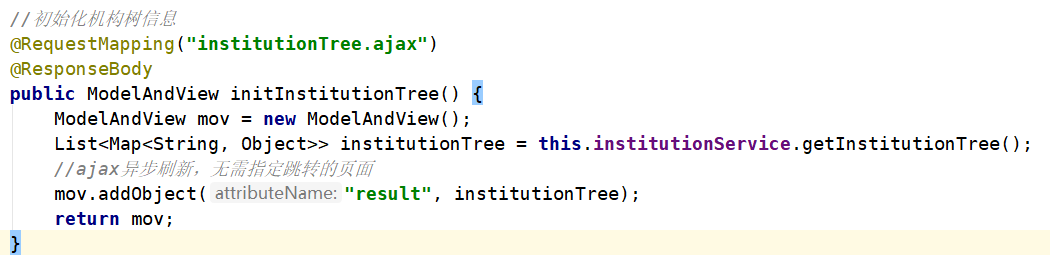 //初始化机构树信息
@RequestMapping("institutionTree.ajax")
@ResponseBody
public ModelAndView initInstitutionTree() {
    ModelAndView mov = new ModelAndView();
    List<Map<String, Object>> institutionTree = this.institutionService.getInstitutionTree();
    //ajax异步刷新，无需指定跳转的页面
    mov.addObject( attributeName: "result", institutionTree);
    return mov;
}